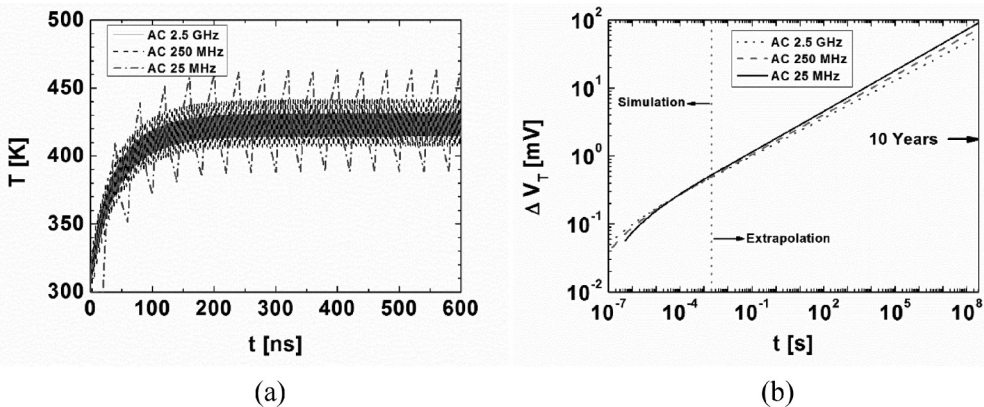 500
450
400
350
300
T [K]
AC 2.5 GHz
AC 250 MHz
AC 25 MHz
0 100 200 300 400 500 600
t [ns]
(a)
10^2
10^1
10^0
10^-1
10^-2
Δ V_T [mV]
AC 2.5 GHz
AC 250 MHz
AC 25 MHz
Simulation
10 Years
Extrapolation
10^-7 10^-4 10^-1 10^2 10^5 10^8
t [s]
(b)